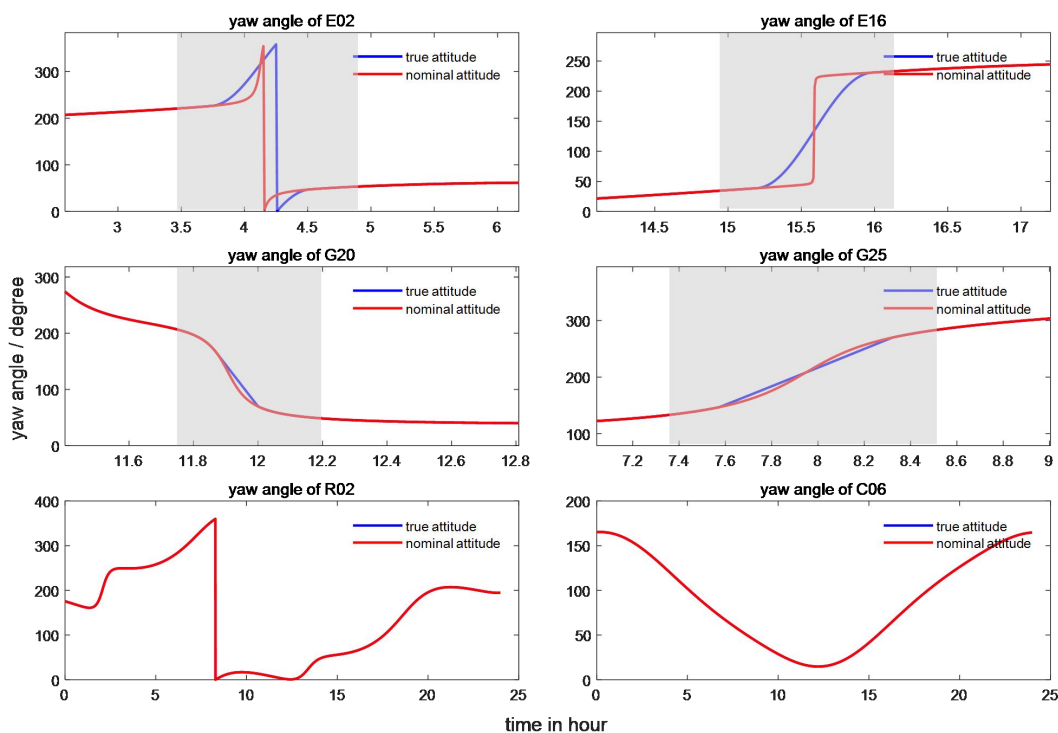 yaw angle of E02
true attitude
nominal attitude
300
200
100
0
3 3.5 4 4.5 5 5.5 6
yaw angle of E16
true attitude
nominal attitude
250
200
150
100
50
0
14.5 15 15.5 16 16.5 17
yaw angle / degree
yaw angle of G20
true attitude
nominal attitude
300
200
100
0
11.6 11.8 12 12.2 12.4 12.6 12.8
yaw angle of G25
true attitude
nominal attitude
300
200
100
7.2 7.4 7.6 7.8 8 8.2 8.4 8.6 8.8 9
yaw angle of R02
true attitude
nominal attitude
400
300
200
100
0
0 5 10 15 20 25
yaw angle of C06
true attitude
nominal attitude
200
150
100
50
0
0 5 10 15 20 25
time in hour